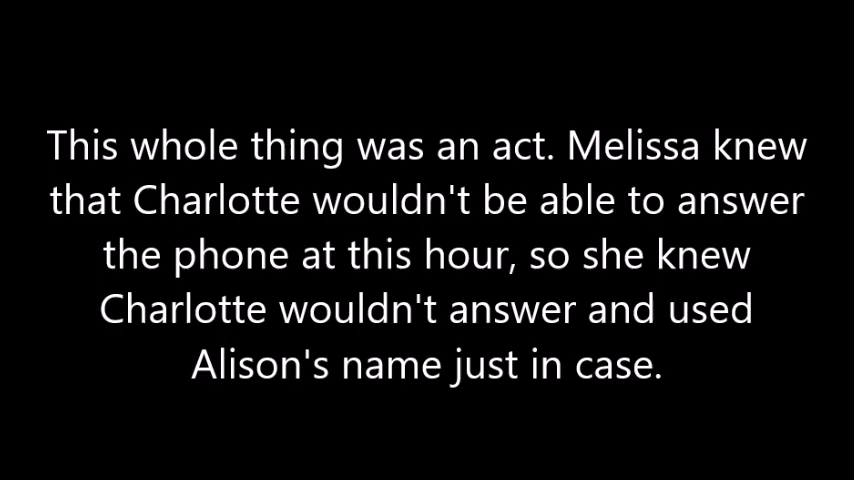 This whole thing was an act. Melissa knew
that Charlotte wouldn't be able to answer
the phone at this hour, so she knew
Charlotte wouldn't answer and used
Alison's name just in case.